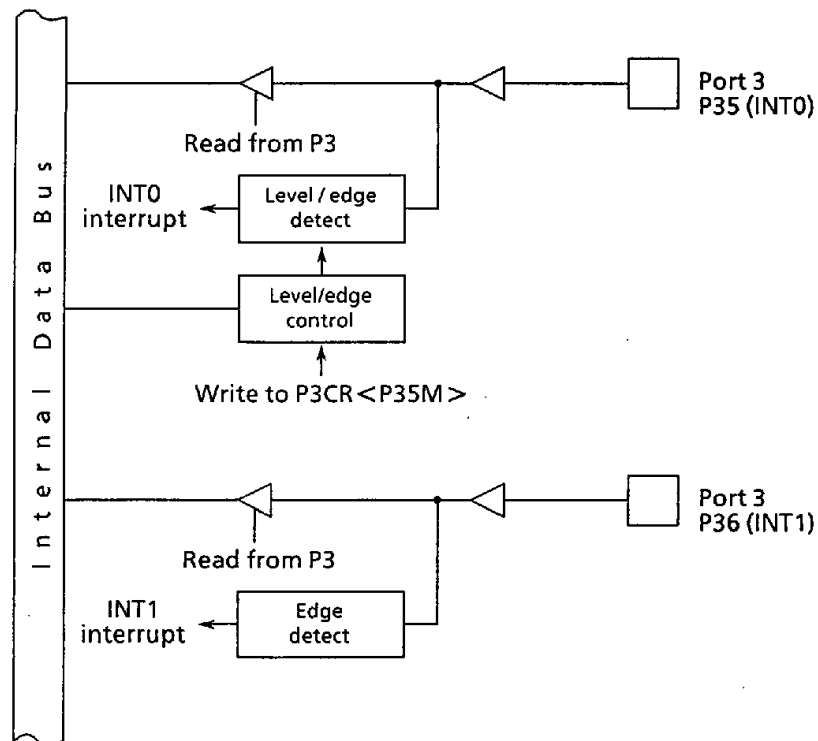 Internal Data Bus
Port 3
P35 (INT0)
Read from P3
INT0
interrupt
Level / edge
detect
Level/edge
control
Write to P3CR <P35M>
Port 3
P36 (INT1)
Read from P3
INT1
interrupt
Edge
detect